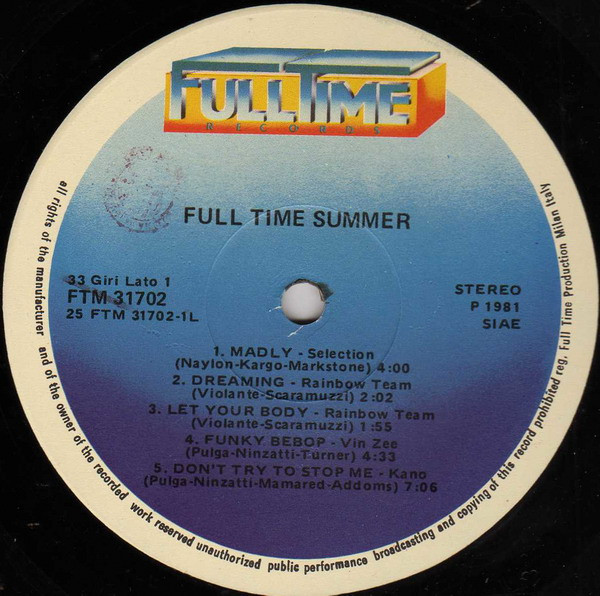 FULL TIME
RECORDS
FULL TIME SUMMER
33 Giri Lato 1
FTM 31702
25 FTM 31702-1L
STEREO
P 1981
SIAE
1. MADLY - Selection
(Naylon-Kargo-Markstone) 4:00
2. DREAMING - Rainbow Team
(Violante-Scaramuzzi) 2:02
3. LET YOUR BODY - Rainbow Team
(Violante-Scaramuzzi) 1:55
4. FUNKY BEBOP - Vin Zee
(Pulga-Ninzatti-Turner) 4:33
5. DON'T TRY TO STOP ME - Kano
(Pulga-Ninzatti-Mamared-Addoms) 7:06
all rights of the manufacturer and of the owner of the recorded work reserved unauthorized public performance broadcasting and copying of this record prohibited reg. Full Time Production Milan Italy